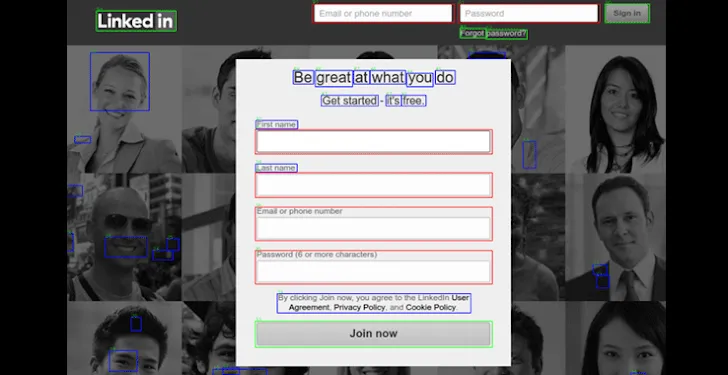 Linked in
Email or phone number
Password
Sign in
Forgot password?
Be great at what you do
Get started - it's free.
First name
Last name
Email or phone number
Password (6 or more characters)
By clicking Join now, you agree to the LinkedIn User
Agreement, Privacy Policy, and Cookie Policy.
Join now